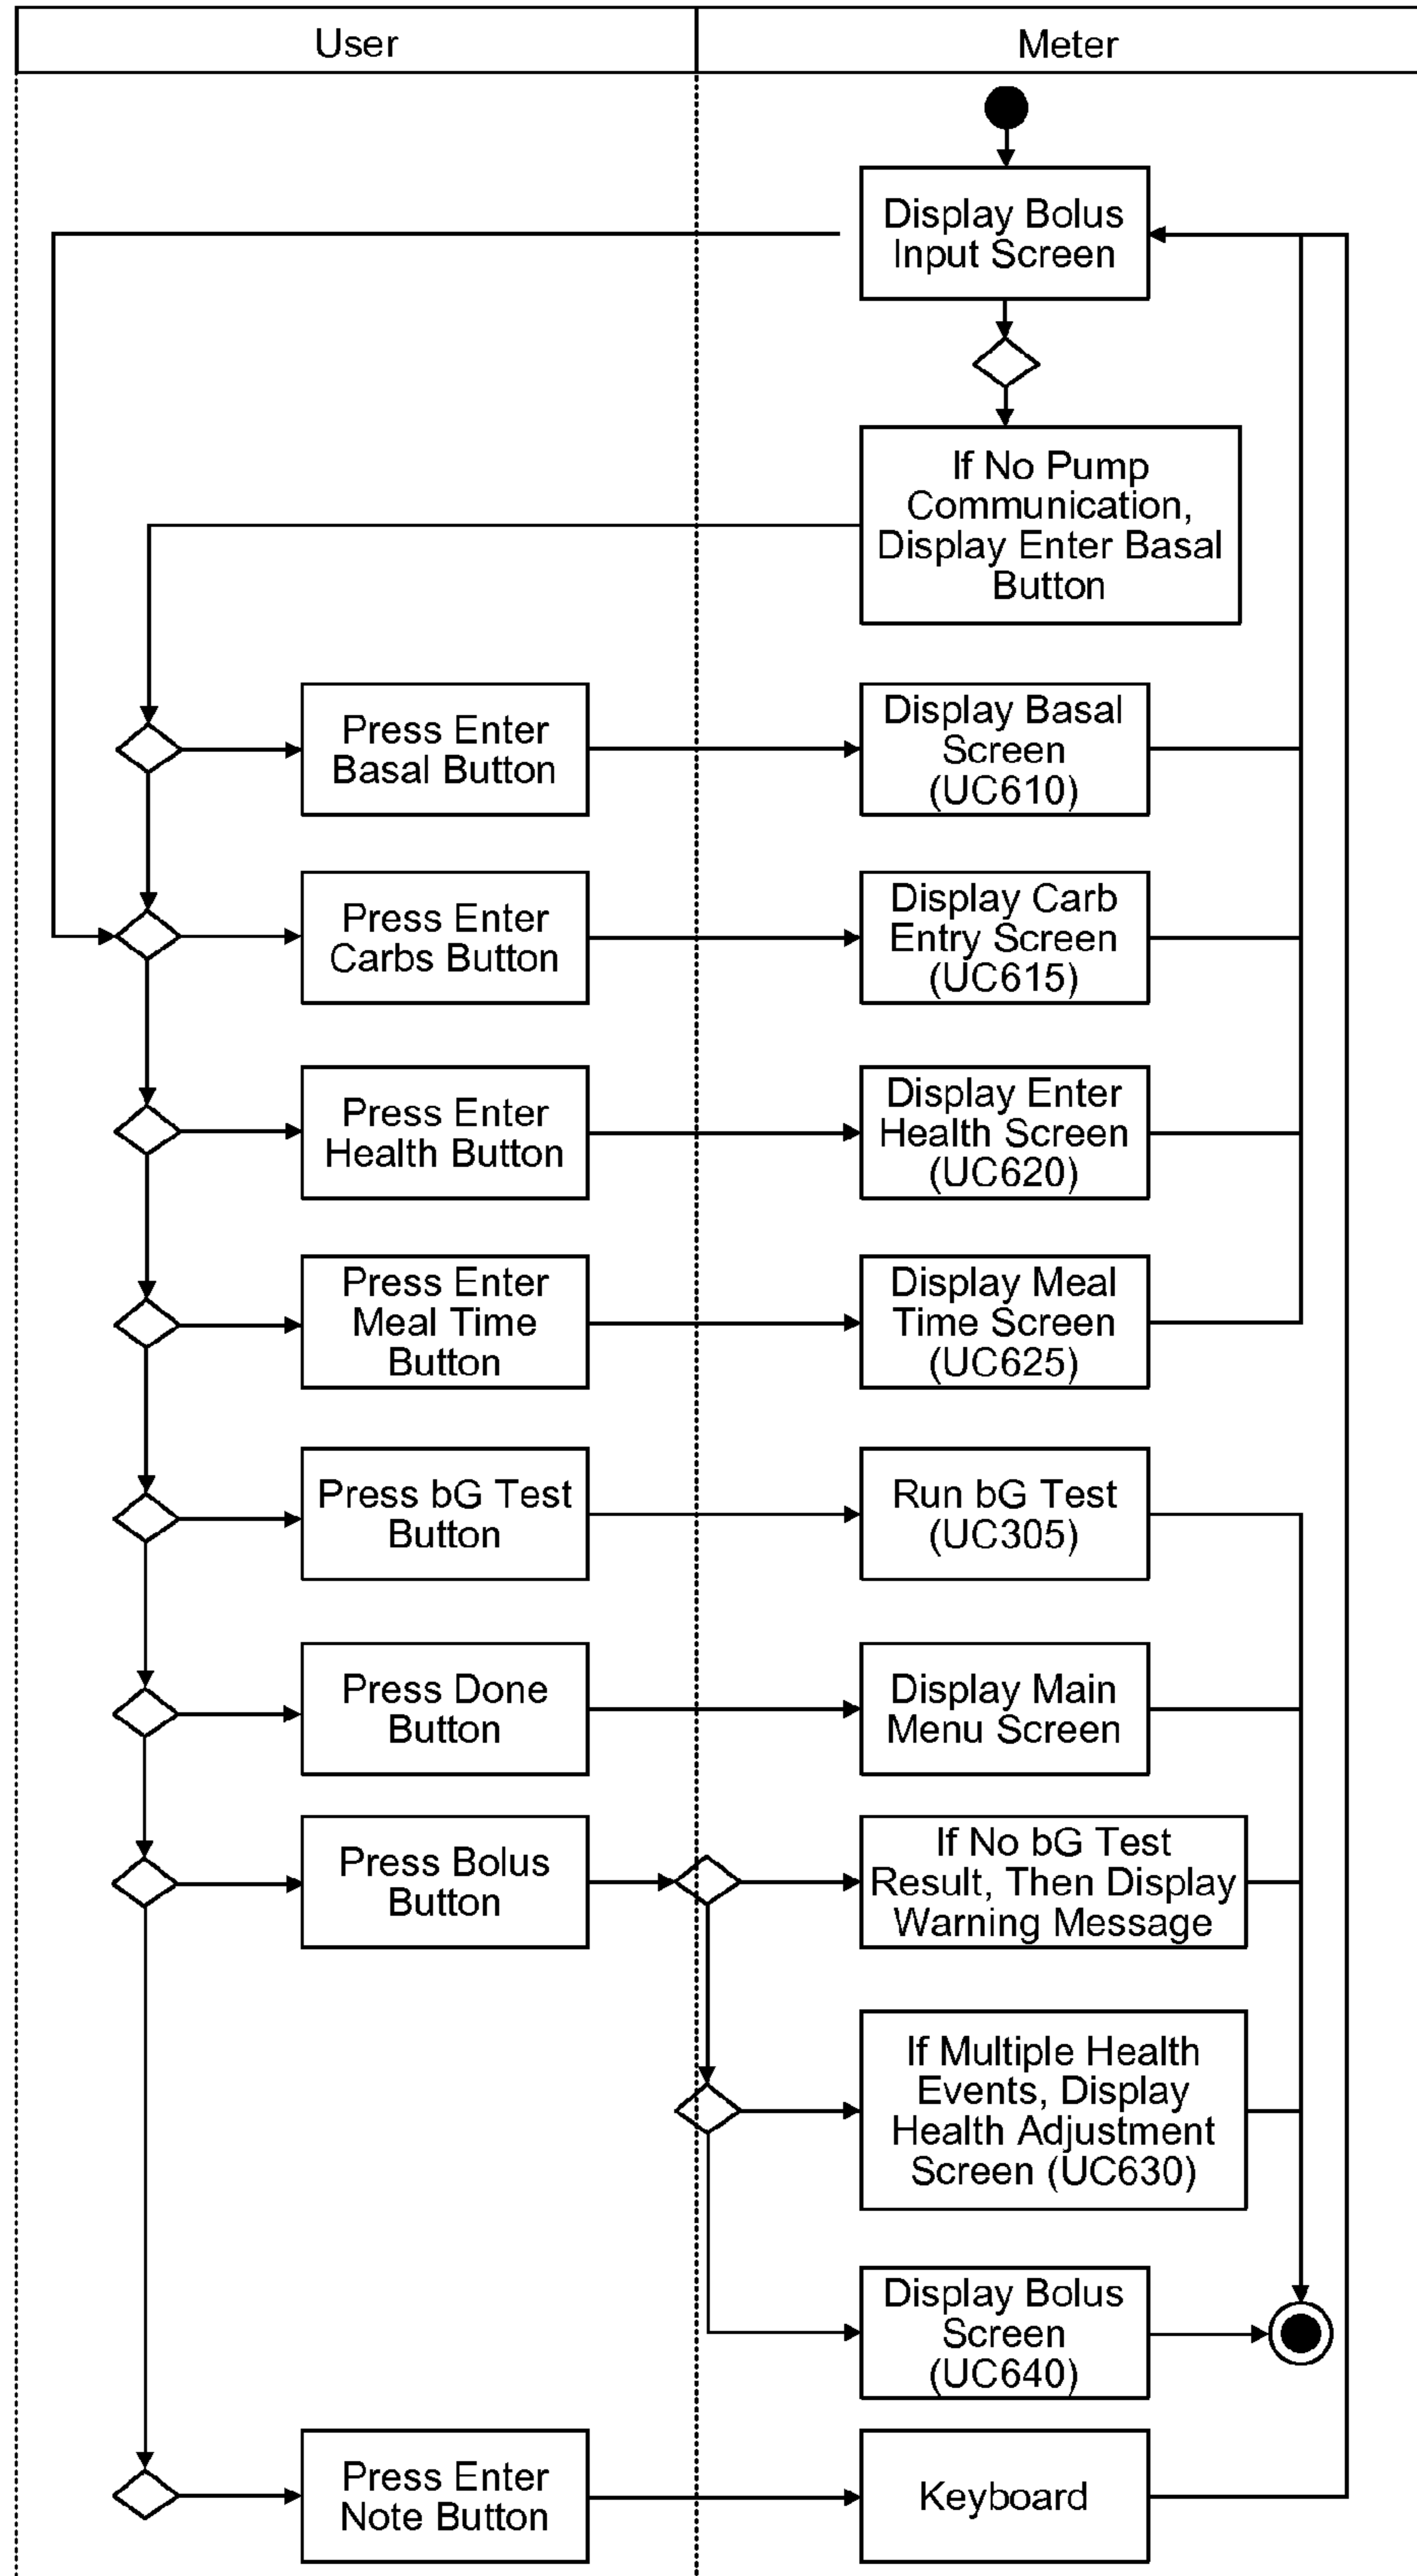 User
Meter
Display Bolus
Input Screen
If No Pump
Communication,
Display Enter Basal
Button
Press Enter
Basal Button
Display Basal
Screen
(UC610)
Press Enter
Carbs Button
Display Carb
Entry Screen
(UC615)
Press Enter
Health Button
Display Enter
Health Screen
(UC620)
Press Enter
Meal Time
Button
Display Meal
Time Screen
(UC625)
Press bG Test
Button
Run bG Test
(UC305)
Press Done
Button
Display Main
Menu Screen
Press Bolus
Button
If No bG Test
Result, Then Display
Warning Message
If Multiple Health
Events, Display
Health Adjustment
Screen (UC630)
Display Bolus
Screen
(UC640)
Press Enter
Note Button
Keyboard